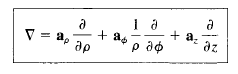 ∇ = a_ρ ∂/∂ρ + a_ϕ 1/ρ ∂/∂ϕ + a_z ∂/∂z